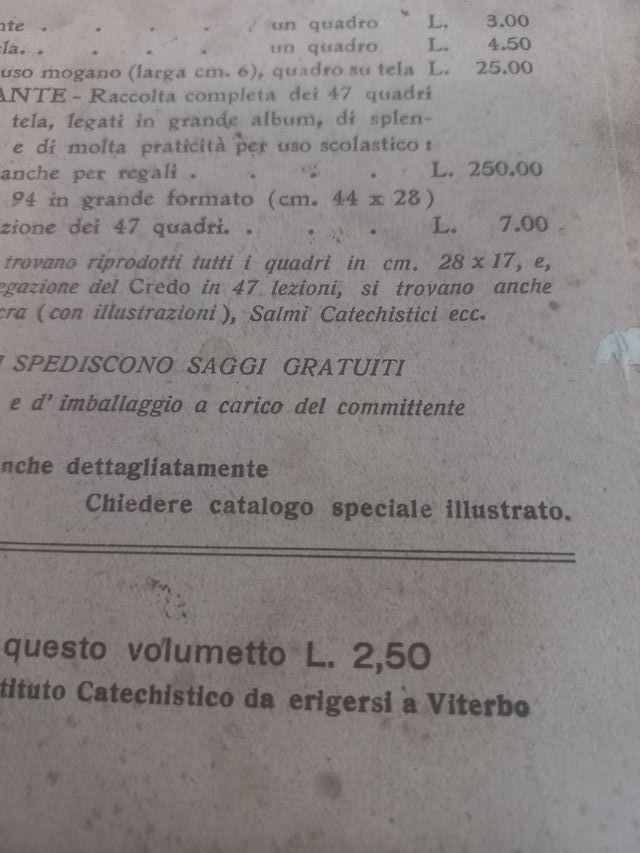 nte . . . . un quadro L. 3.00
la. . . . . un quadro L. 4.50
uso mogano (larga cm. 6), quadro su tela L. 25.00
ANTE - Raccolta completa dei 47 quadri
tela, legati in grande album, di splen-
e di molta praticità per uso scolastico :
anche per regali . . . . L. 250.00
94 in grande formato (cm. 44 x 28)
zione dei 47 quadri. . . . L. 7.00
trovano riprodotti tutti i quadri in cm. 28 x 17, e,
egazione del Credo in 47 lezioni, si trovano anche
cra (con illustrazioni), Salmi Catechistici ecc.
I SPEDISCONO SAGGI GRATUITI
e d' imballaggio a carico del committente
nche dettagliatamente
Chiedere catalogo speciale illustrato.
questo volumetto L. 2,50
tituto Catechistico da erigersi a Viterbo